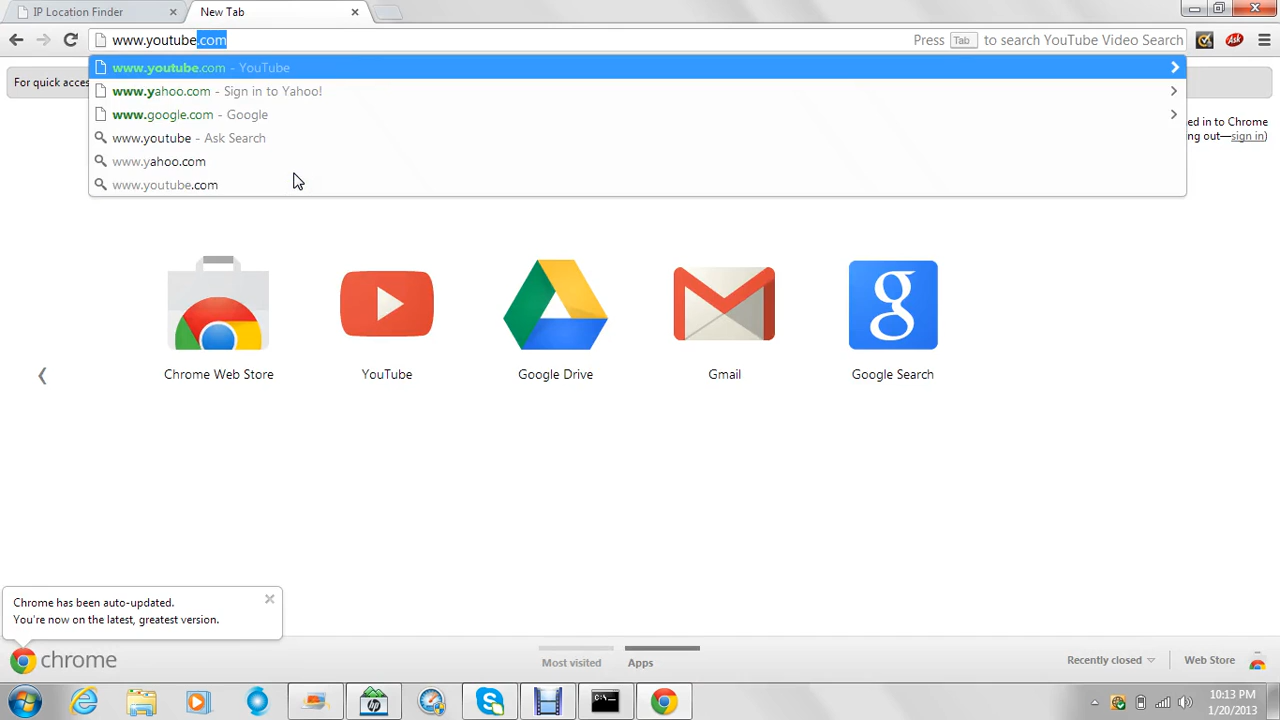 IP Location Finder
New Tab
www.youtube.com
Press Tab to search YouTube Video Search
Ask
www.youtube.com - YouTube
www.yahoo.com - Sign in to Yahoo!
www.google.com - Google
www.youtube - Ask Search
www.yahoo.com
www.youtube.com
For quick acces
ed in to Chrome
ng out—sign in)
Chrome Web Store
YouTube
Google Drive
Gmail
g
Google Search
Chrome has been auto-updated.
You're now on the latest, greatest version.
chrome
Most visited
Apps
Recently closed
Web Store
hp
C:\_
10:13 PM
1/20/2013